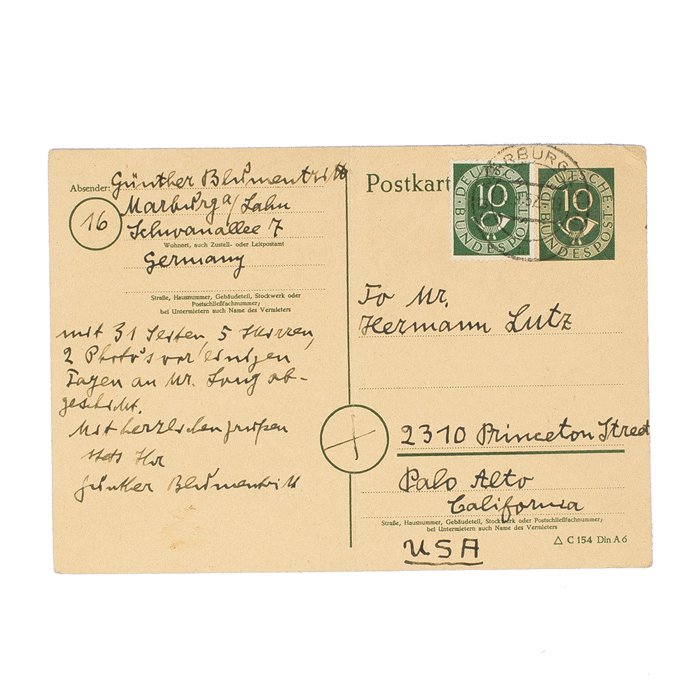 Absender: Günther Blumentritt
16 Marburg a/ Lahn
Schwanallee 7
Wohnort, auch Zustell- oder Leitpostamt
Germany
Straße, Hausnummer, Gebäudeteil, Stockwerk oder
Postschließfachnummer;
bei Untermietern auch Name des Vermieters
mit 31 Seiten, 5 Skizzen,
2 Photo's vor einigen
Tagen an Mr. Long ab-
geschickt.
Mit herzlichen Grüßen
stets Ihr
Günther Blumentritt
Postkart
MARBURG
10
DEUTSCHE
BUNDESPOST
10
DEUTSCHE
BUNDESPOST
To Mr.
Hermann Lutz
2310 Princeton Street
Palo Alto
California
Straße, Hausnummer, Gebäudeteil, Stockwerk oder Postschließfachnummer;
bei Untermietern auch Name des Vermieters
USA
△ C 154 Din A 6